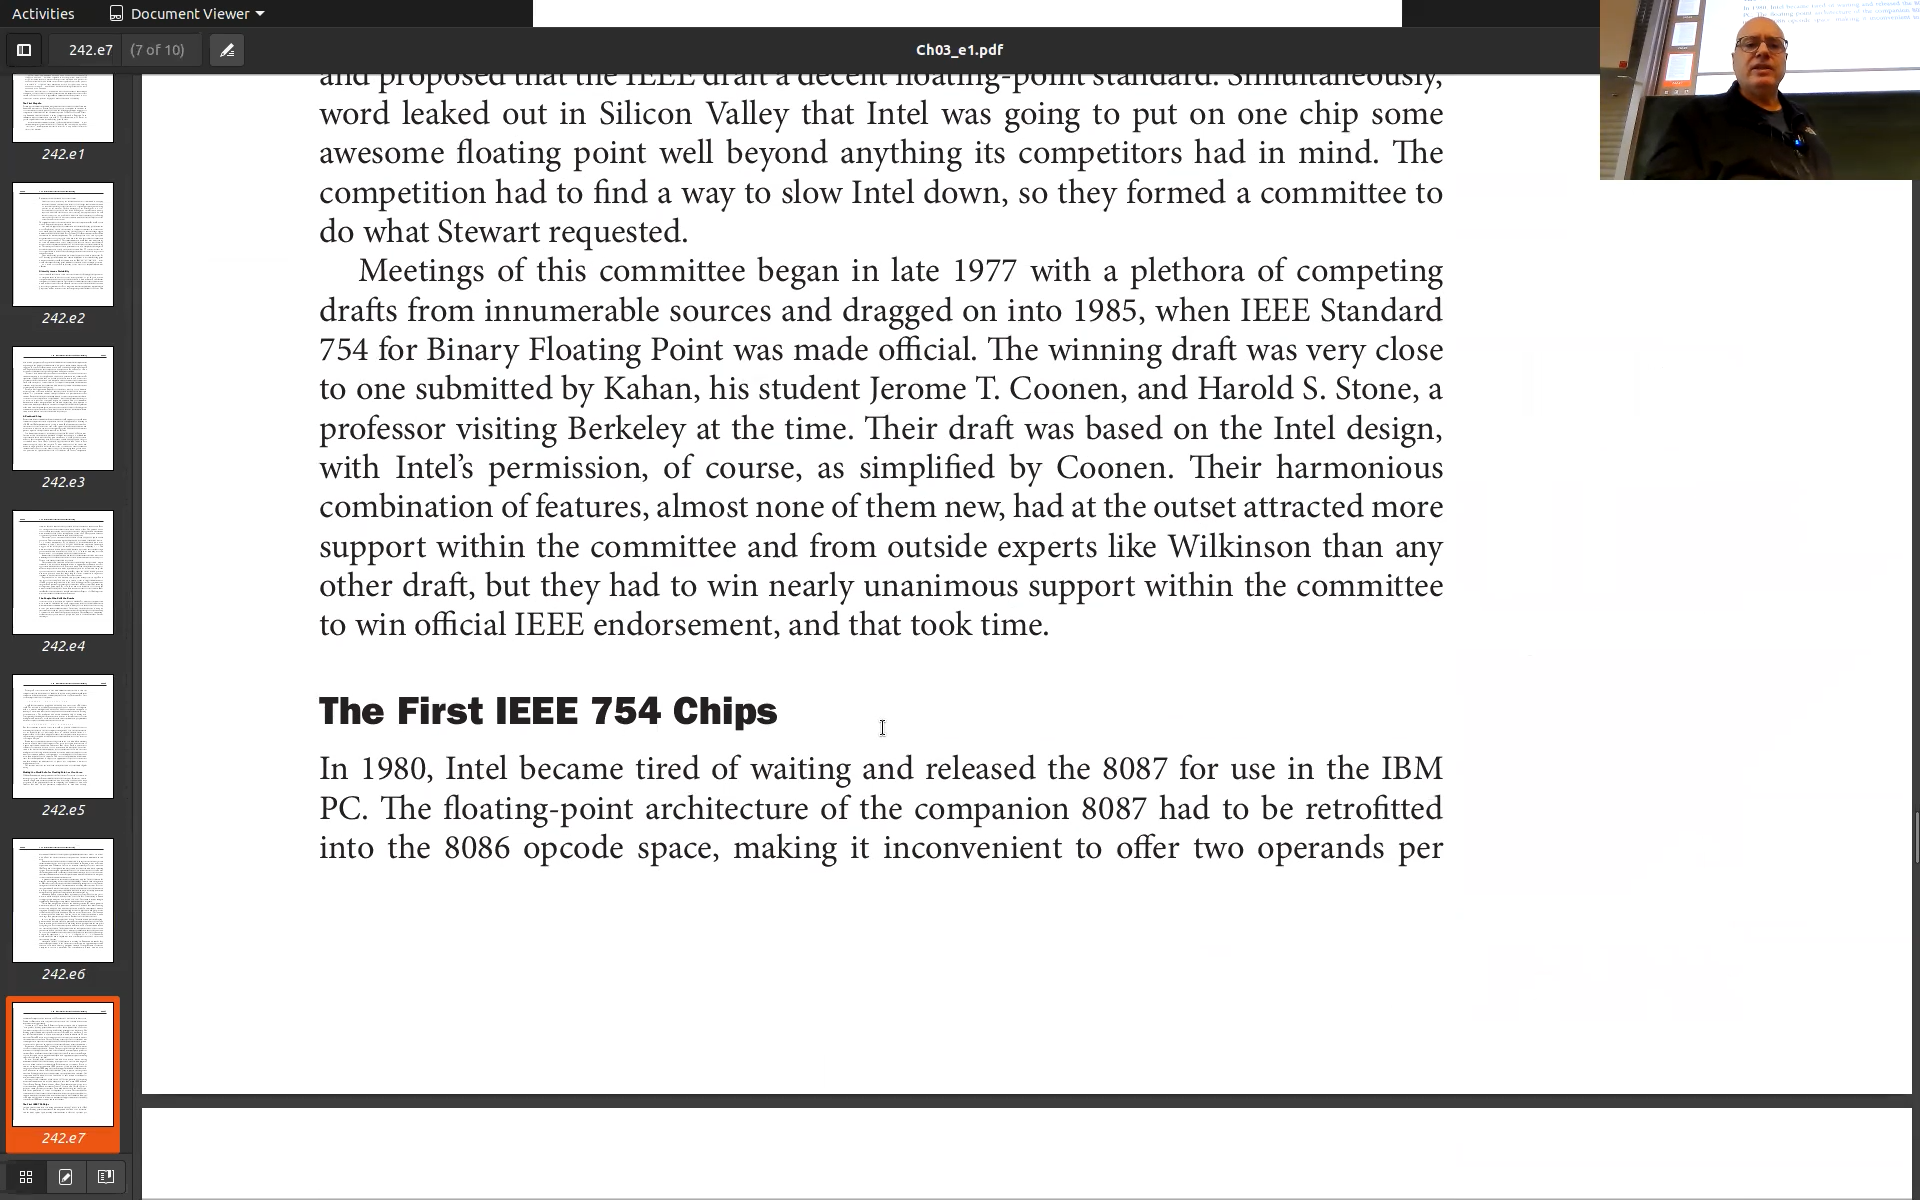 Activities
Document Viewer
242.e7
(7 of 10)
Ch03_e1.pdf
242.e1
242.e2
242.e3
242.e4
242.e5
242.e6
242.e7
and proposed that the IEEE draft a decent floating-point standard. Simultaneously,
word leaked out in Silicon Valley that Intel was going to put on one chip some
awesome floating point well beyond anything its competitors had in mind. The
competition had to find a way to slow Intel down, so they formed a committee to
do what Stewart requested.
Meetings of this committee began in late 1977 with a plethora of competing
drafts from innumerable sources and dragged on into 1985, when IEEE Standard
754 for Binary Floating Point was made official. The winning draft was very close
to one submitted by Kahan, his student Jerome T. Coonen, and Harold S. Stone, a
professor visiting Berkeley at the time. Their draft was based on the Intel design,
with Intel’s permission, of course, as simplified by Coonen. Their harmonious
combination of features, almost none of them new, had at the outset attracted more
support within the committee and from outside experts like Wilkinson than any
other draft, but they had to win nearly unanimous support within the committee
to win official IEEE endorsement, and that took time.
The First IEEE 754 Chips
In 1980, Intel became tired of waiting and released the 8087 for use in the IBM
PC. The floating-point architecture of the companion 8087 had to be retrofitted
into the 8086 opcode space, making it inconvenient to offer two operands per